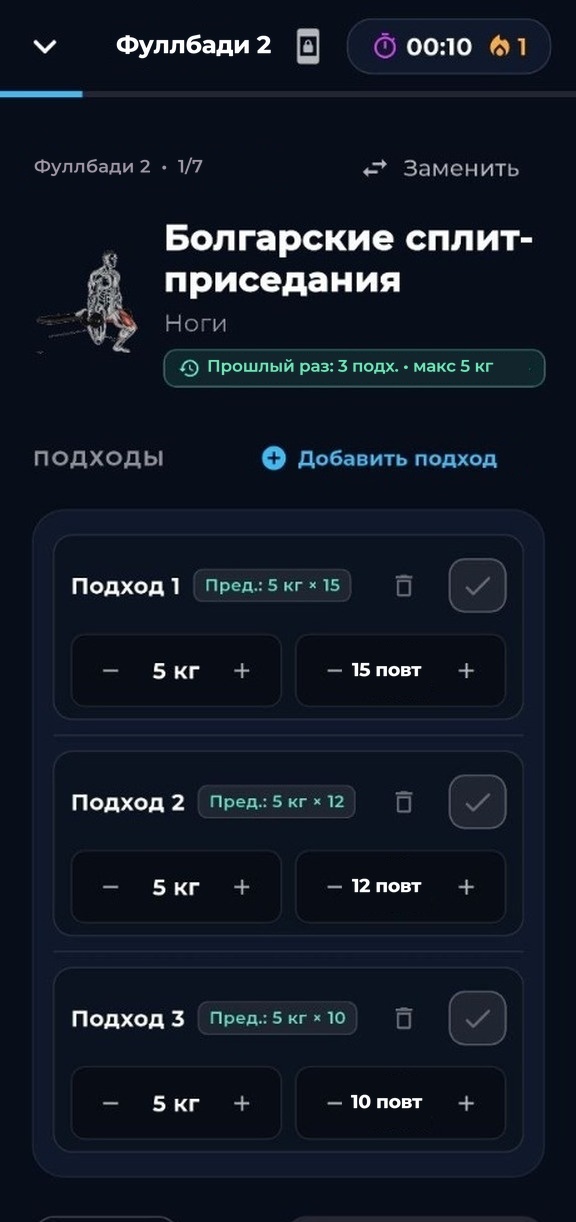 Фуллбади 2
00:10
1
Фуллбади 2 • 1/7
Заменить
Болгарские сплит-
приседания
Ноги
Прошлый раз: 3 подх. • макс 5 кг
ПОДХОДЫ
Добавить подход
Подход 1
Пред.: 5 кг × 15
− 5 кг +
− 15 повт +
Подход 2
Пред.: 5 кг × 12
− 5 кг +
− 12 повт +
Подход 3
Пред.: 5 кг × 10
− 5 кг +
− 10 повт +